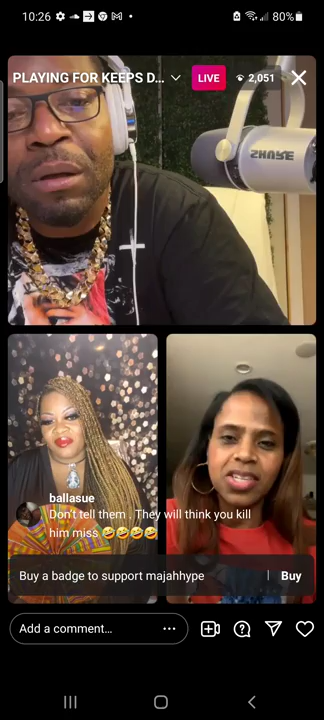 10:26
80%
PLAYING FOR KEEPS D...
LIVE
2,051
SHURE
ballasue
Don't tell them . They will think you kill
him miss 🤣🤣🤣🤣
Buy a badge to support majahhype
Buy
Add a comment...